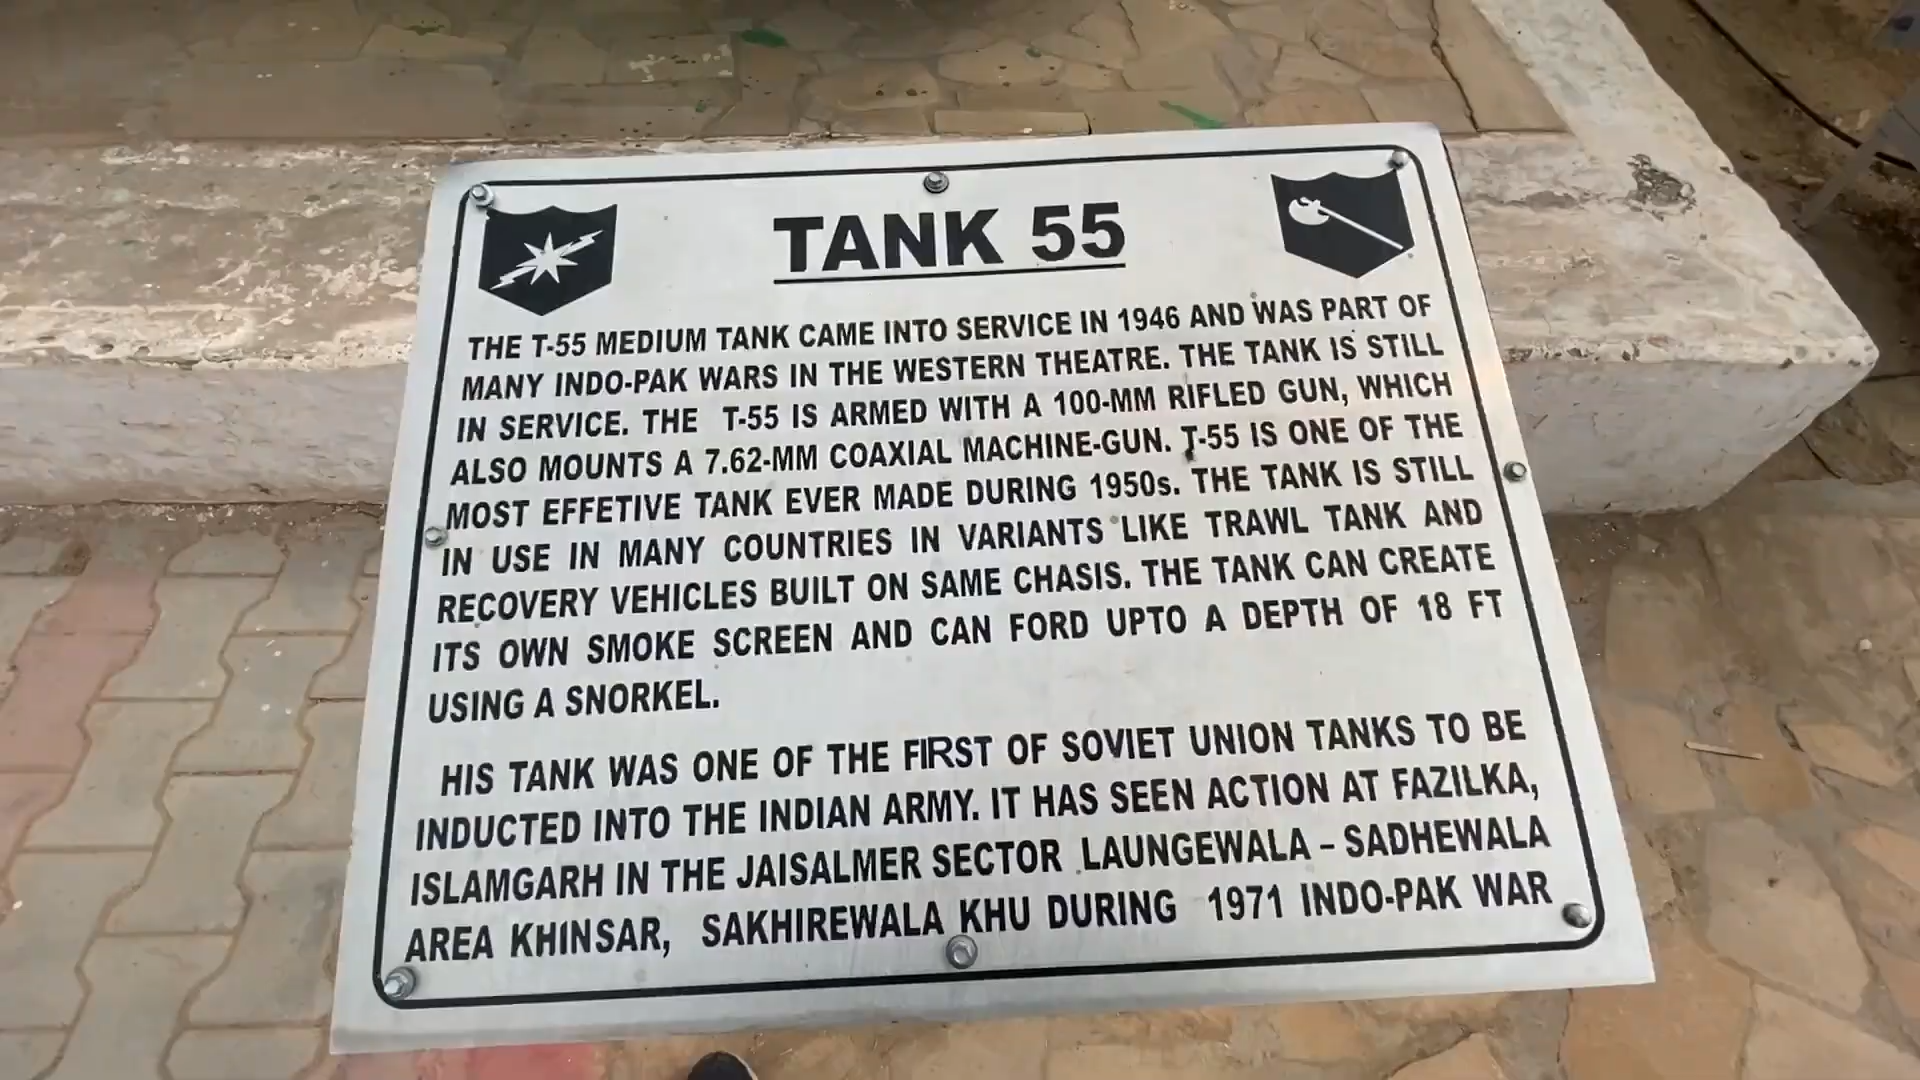 TANK 55
THE T-55 MEDIUM TANK CAME INTO SERVICE IN 1946 AND WAS PART OF
MANY INDO-PAK WARS IN THE WESTERN THEATRE. THE TANK IS STILL
IN SERVICE. THE T-55 IS ARMED WITH A 100-MM RIFLED GUN, WHICH
ALSO MOUNTS A 7.62-MM COAXIAL MACHINE-GUN. T-55 IS ONE OF THE
MOST EFFETIVE TANK EVER MADE DURING 1950s. THE TANK IS STILL
IN USE IN MANY COUNTRIES IN VARIANTS LIKE TRAWL TANK AND
RECOVERY VEHICLES BUILT ON SAME CHASIS. THE TANK CAN CREATE
ITS OWN SMOKE SCREEN AND CAN FORD UPTO A DEPTH OF 18 FT
USING A SNORKEL.
HIS TANK WAS ONE OF THE FIRST OF SOVIET UNION TANKS TO BE
INDUCTED INTO THE INDIAN ARMY. IT HAS SEEN ACTION AT FAZILKA,
ISLAMGARH IN THE JAISALMER SECTOR LAUNGEWALA – SADHEWALA
AREA KHINSAR, SAKHIREWALA KHU DURING 1971 INDO-PAK WAR